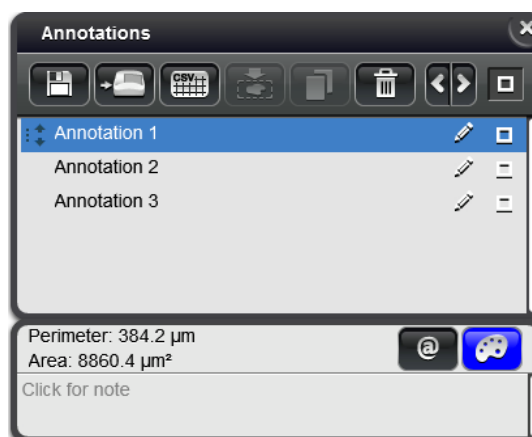 Annotations
CSV
Annotation 1
Annotation 2
Annotation 3
Perimeter: 384.2 µm
Area: 8860.4 µm²
@
Click for note